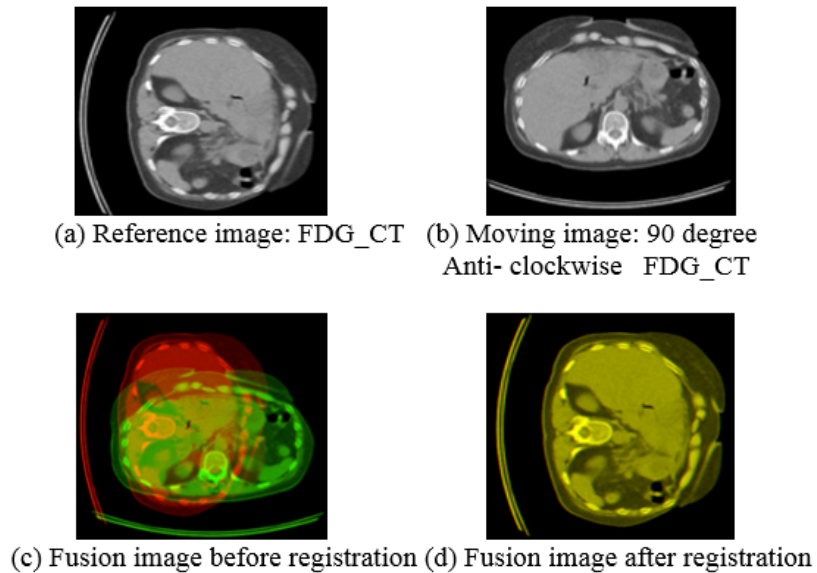 (a) Reference image: FDG_CT (b) Moving image: 90 degree
Anti- clockwise FDG_CT
(c) Fusion image before registration (d) Fusion image after registration